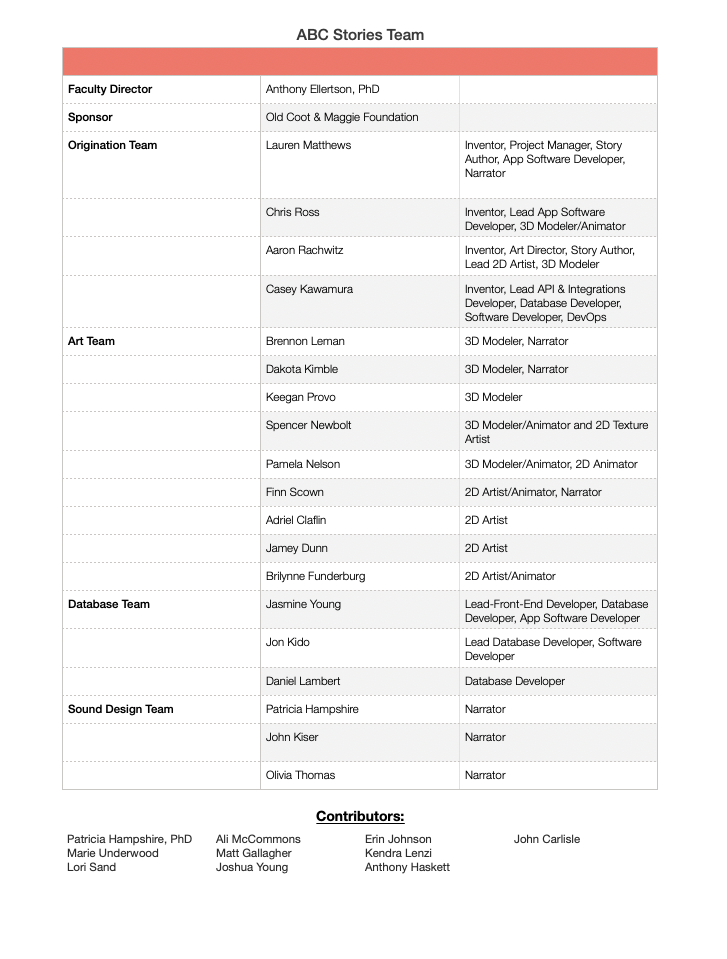 ABC Stories Team
Faculty Director Anthony Ellertson, PhD
Sponsor Old Coot & Maggie Foundation
Origination Team Lauren Matthews Inventor, Project Manager, Story
Author, App Software Developer,
Narrator
Chris Ross Inventor, Lead App Software
Developer, 3D Modeler/Animator
Aaron Rachwitz Inventor, Art Director, Story Author,
Lead 2D Artist, 3D Modeler
Casey Kawamura Inventor, Lead API & Integrations
Developer, Database Developer,
Software Developer, DevOps
Art Team Brennon Leman 3D Modeler, Narrator
Dakota Kimble 3D Modeler, Narrator
Keegan Provo 3D Modeler
Spencer Newbolt 3D Modeler/Animator and 2D Texture
Artist
Pamela Nelson 3D Modeler/Animator, 2D Animator
Finn Scown 2D Artist/Animator, Narrator
Adriel Claflin 2D Artist
Jamey Dunn 2D Artist
Brilynne Funderburg 2D Artist/Animator
Database Team Jasmine Young Lead-Front-End Developer, Database
Developer, App Software Developer
Jon Kido Lead Database Developer, Software
Developer
Daniel Lambert Database Developer
Sound Design Team Patricia Hampshire Narrator
John Kiser Narrator
Olivia Thomas Narrator
Contributors:
Patricia Hampshire, PhD Ali McCommons Erin Johnson John Carlisle
Marie Underwood Matt Gallagher Kendra Lenzi
Lori Sand Joshua Young Anthony Haskett